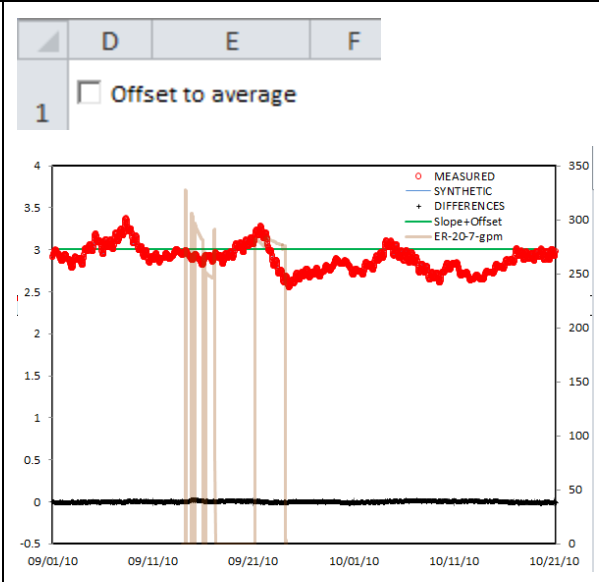 D E F
1 Offset to average
4 350
MEASURED
SYNTHETIC
3.5 DIFFERENCES 300
Slope+Offset
ER-20-7-gpm
3 250
2.5
200
2
1.5 150
1 100
0.5
50
0
-0.5 0
09/01/10 09/11/10 09/21/10 10/01/10 10/11/10 10/21/10